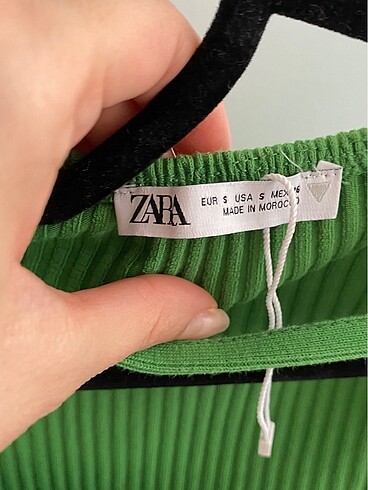 ZARA
EUR S USA S MEX 26
MADE IN MOROCCO